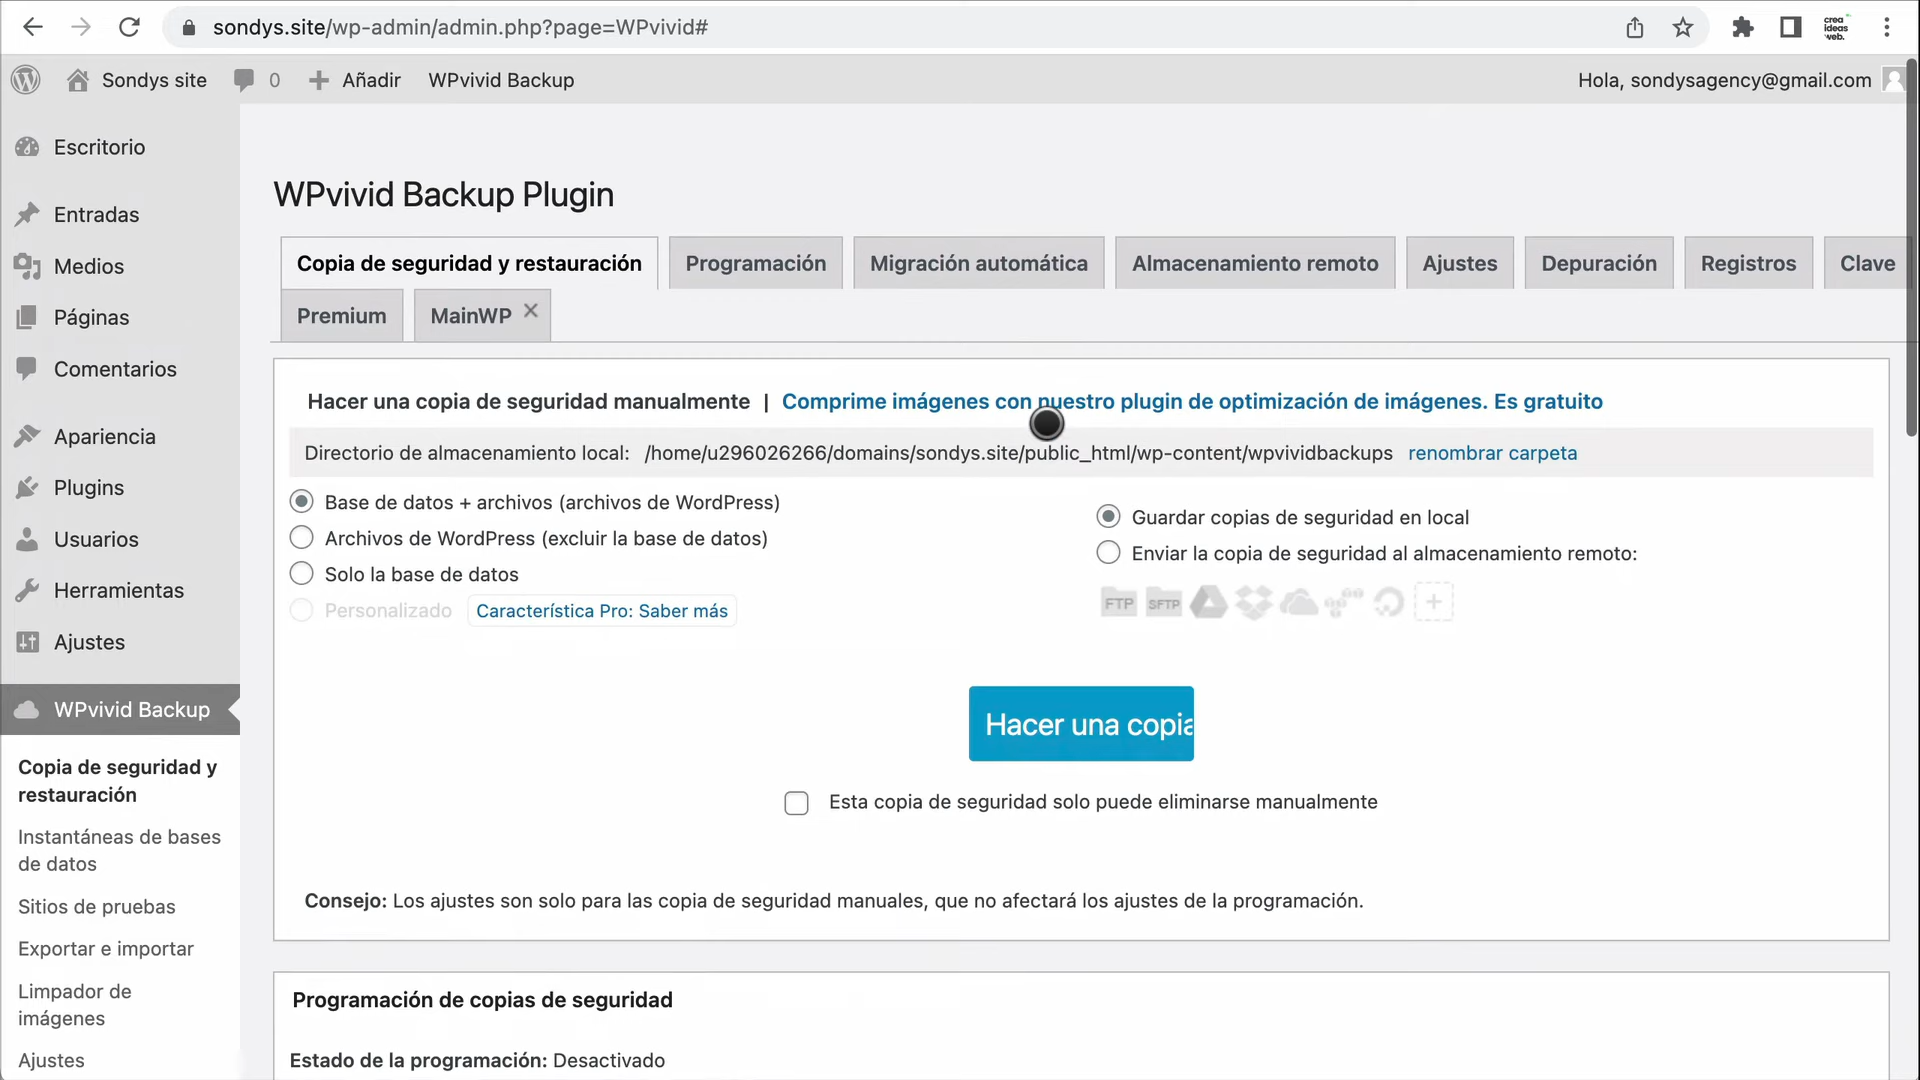 sondys.site/wp-admin/admin.php?page=WPvivid#
crea
ideas
web.
Sondys site
0
Añadir
WPvivid Backup
Hola, sondysagency@gmail.com
Escritorio
Entradas
Medios
Páginas
Comentarios
Apariencia
Plugins
Usuarios
Herramientas
Ajustes
WPvivid Backup
Copia de seguridad y
restauración
Instantáneas de bases
de datos
Sitios de pruebas
Exportar e importar
Limpador de
imágenes
Ajustes
WPvivid Backup Plugin
Copia de seguridad y restauración
Programación
Migración automática
Almacenamiento remoto
Ajustes
Depuración
Registros
Clave
Premium
MainWP
Hacer una copia de seguridad manualmente | Comprime imágenes con nuestro plugin de optimización de imágenes. Es gratuito
Directorio de almacenamiento local: /home/u296026266/domains/sondys.site/public_html/wp-content/wpvividbackups renombrar carpeta
Base de datos + archivos (archivos de WordPress)
Archivos de WordPress (excluir la base de datos)
Solo la base de datos
Personalizado Característica Pro: Saber más
Guardar copias de seguridad en local
Enviar la copia de seguridad al almacenamiento remoto:
FTP SFTP
Hacer una copia
Esta copia de seguridad solo puede eliminarse manualmente
Consejo: Los ajustes son solo para las copia de seguridad manuales, que no afectará los ajustes de la programación.
Programación de copias de seguridad
Estado de la programación: Desactivado